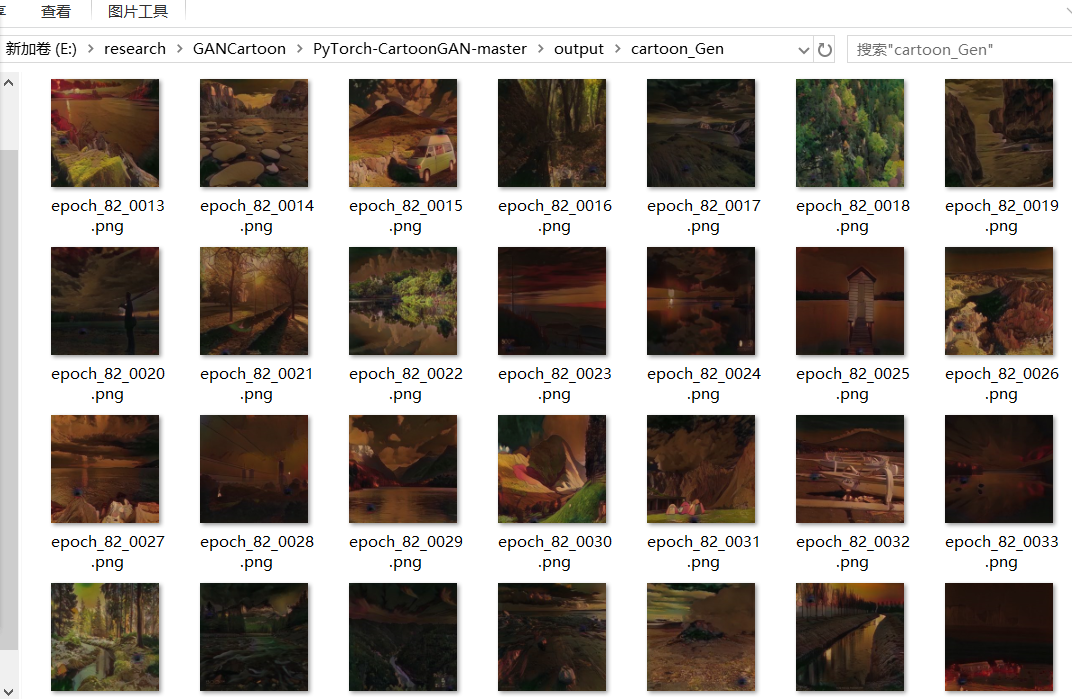 享 查看 图片工具
新加卷 (E:) > research > GANCartoon > PyTorch-CartoonGAN-master > output > cartoon_Gen 搜索"cartoon_Gen"
epoch_82_0013 epoch_82_0014 epoch_82_0015 epoch_82_0016 epoch_82_0017 epoch_82_0018 epoch_82_0019
.png .png .png .png .png .png .png
epoch_82_0020 epoch_82_0021 epoch_82_0022 epoch_82_0023 epoch_82_0024 epoch_82_0025 epoch_82_0026
.png .png .png .png .png .png .png
epoch_82_0027 epoch_82_0028 epoch_82_0029 epoch_82_0030 epoch_82_0031 epoch_82_0032 epoch_82_0033
.png .png .png .png .png .png .png